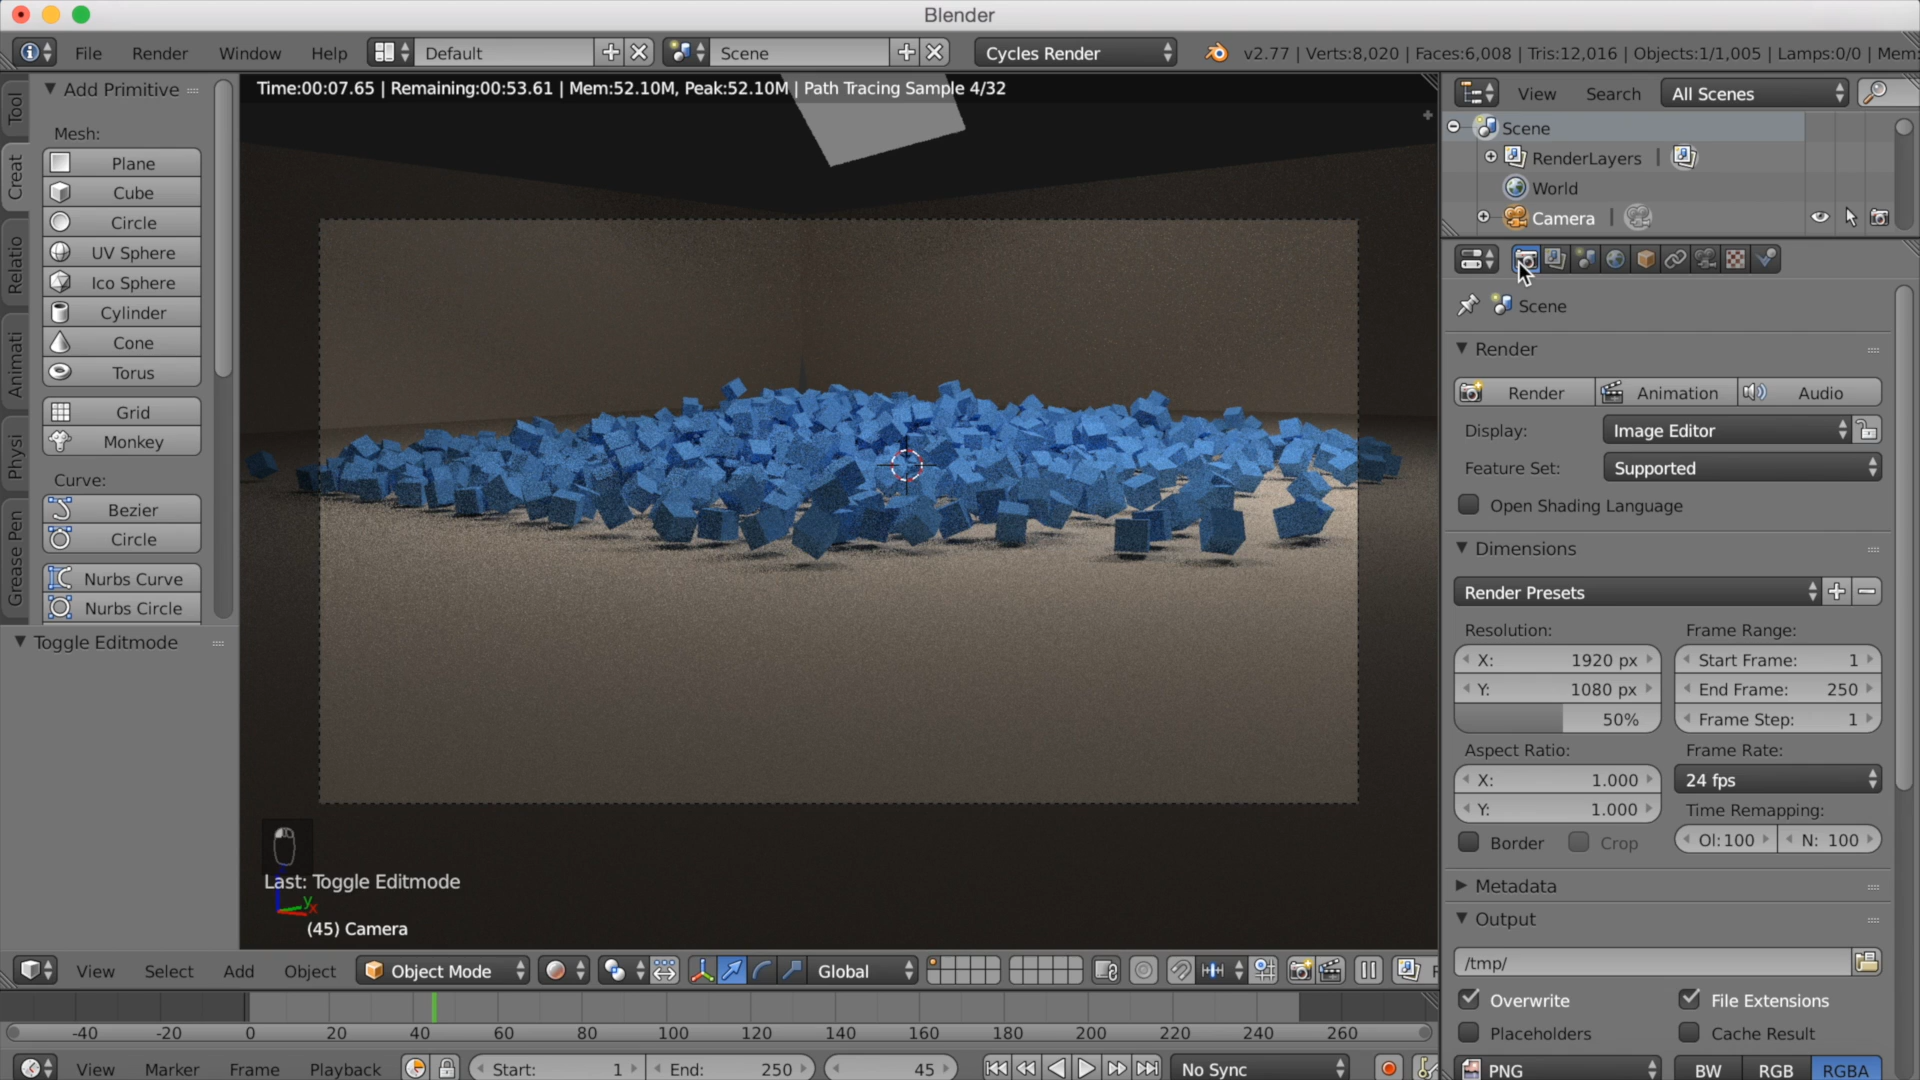 Blender
File Render Window Help Default Scene Cycles Render v2.77 | Verts:8,020 | Faces:6,008 | Tris:12,016 | Objects:1/1,005 | Lamps:0/0 | Mem:
Time:00:07.65 | Remaining:00:53.61 | Mem:52.10M, Peak:52.10M | Path Tracing Sample 4/32
Tool
Creat
Relatio
Animati
Physi
Grease Pen
Add Primitive
Mesh:
Plane
Cube
Circle
UV Sphere
Ico Sphere
Cylinder
Cone
Torus
Grid
Monkey
Curve:
Bezier
Circle
Nurbs Curve
Nurbs Circle
Toggle Editmode
Last: Toggle Editmode
z
y
x
(45) Camera
View Select Add Object Object Mode Global
-40 -20 0 20 40 60 80 100 120 140 160 180 200 220 240 260
View Marker Frame Playback Start: 1 End: 250 45 No Sync
View Search All Scenes
Scene
RenderLayers |
World
Camera |
Scene
Render
Render Animation Audio
Display: Image Editor
Feature Set: Supported
Open Shading Language
Dimensions
Render Presets
Resolution: Frame Range:
X: 1920 px Start Frame: 1
Y: 1080 px End Frame: 250
50% Frame Step: 1
Aspect Ratio: Frame Rate:
X: 1.000 24 fps
Y: 1.000 Time Remapping:
Border Crop Ol:100 N: 100
Metadata
Output
/tmp/
Overwrite File Extensions
Placeholders Cache Result
PNG BW RGB RGBA